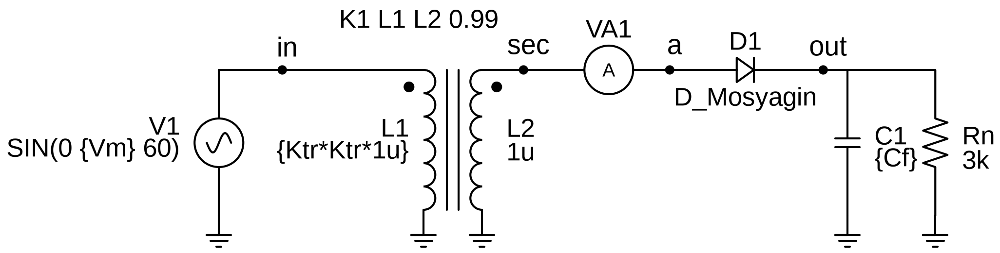 K1 L1 L2 0.99
in
sec
VA1
A
a
D1
D_Mosyagin
out
V1
SIN(0 {Vm} 60)
L1
{Ktr*Ktr*1u}
L2
1u
C1
{Cf}
Rn
3k